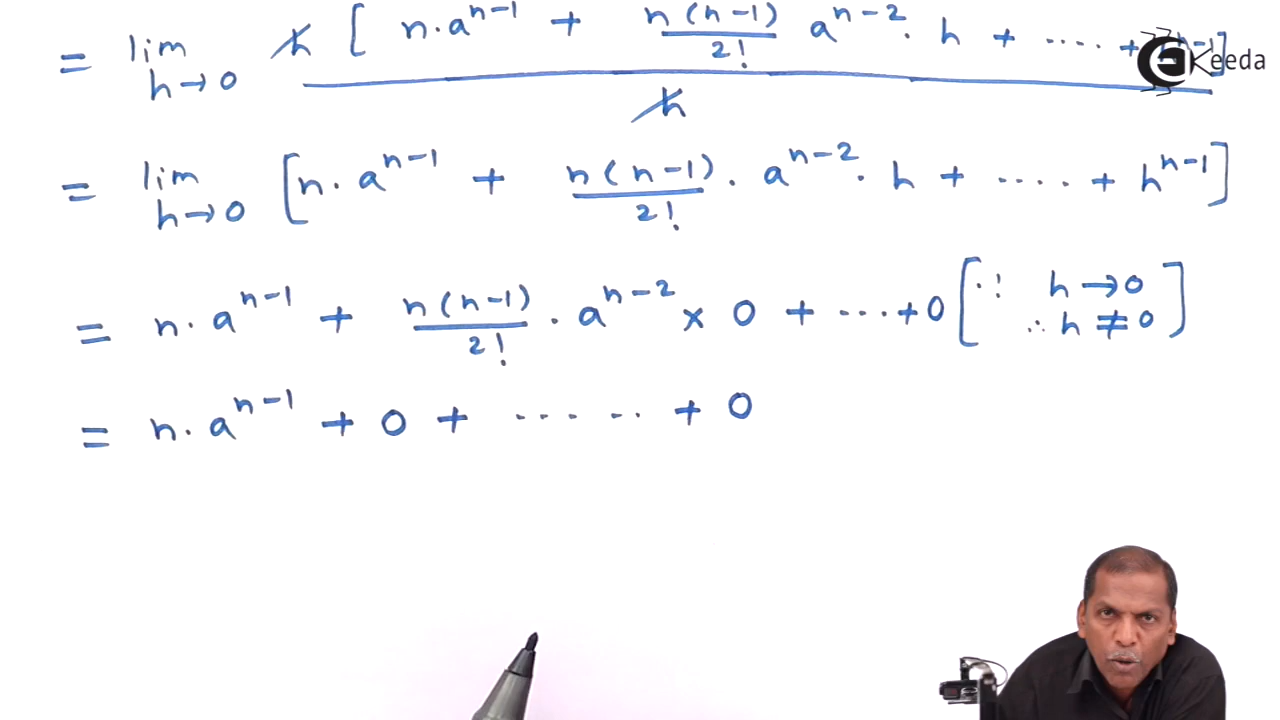 = lim h→0 h [ n·a^(n-1) + n(n-1)/2! a^(n-2)· h + ····· + h^(n-1) ] / h
Keeda
= lim h→0 [ n·a^(n-1) + n(n-1)/2! · a^(n-2)· h + ····· + h^(n-1) ]
= n·a^(n-1) + n(n-1)/2! · a^(n-2) × 0 + ···· + 0 [ ∵ h→0 ∴ h ≠ 0 ]
= n·a^(n-1) + 0 + ······· + 0